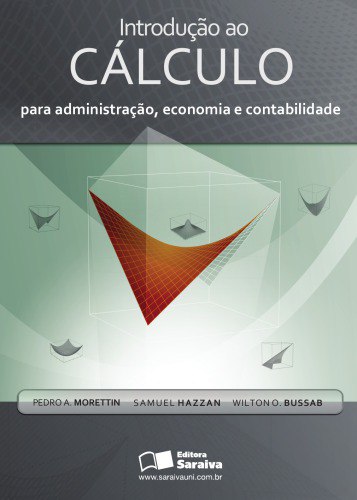 Introdução ao
CÁLCULO
para administração, economia e contabilidade
PEDRO A. MORETTIN SAMUEL HAZZAN WILTON O. BUSSAB
Editora
Saraiva
www.saraivauni.com.br